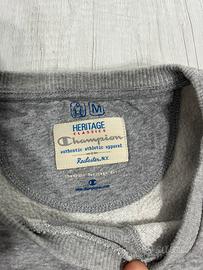 M
HERITAGE
CLASSICS
Champion
authentic athletic apparel
Rochester, N.Y.